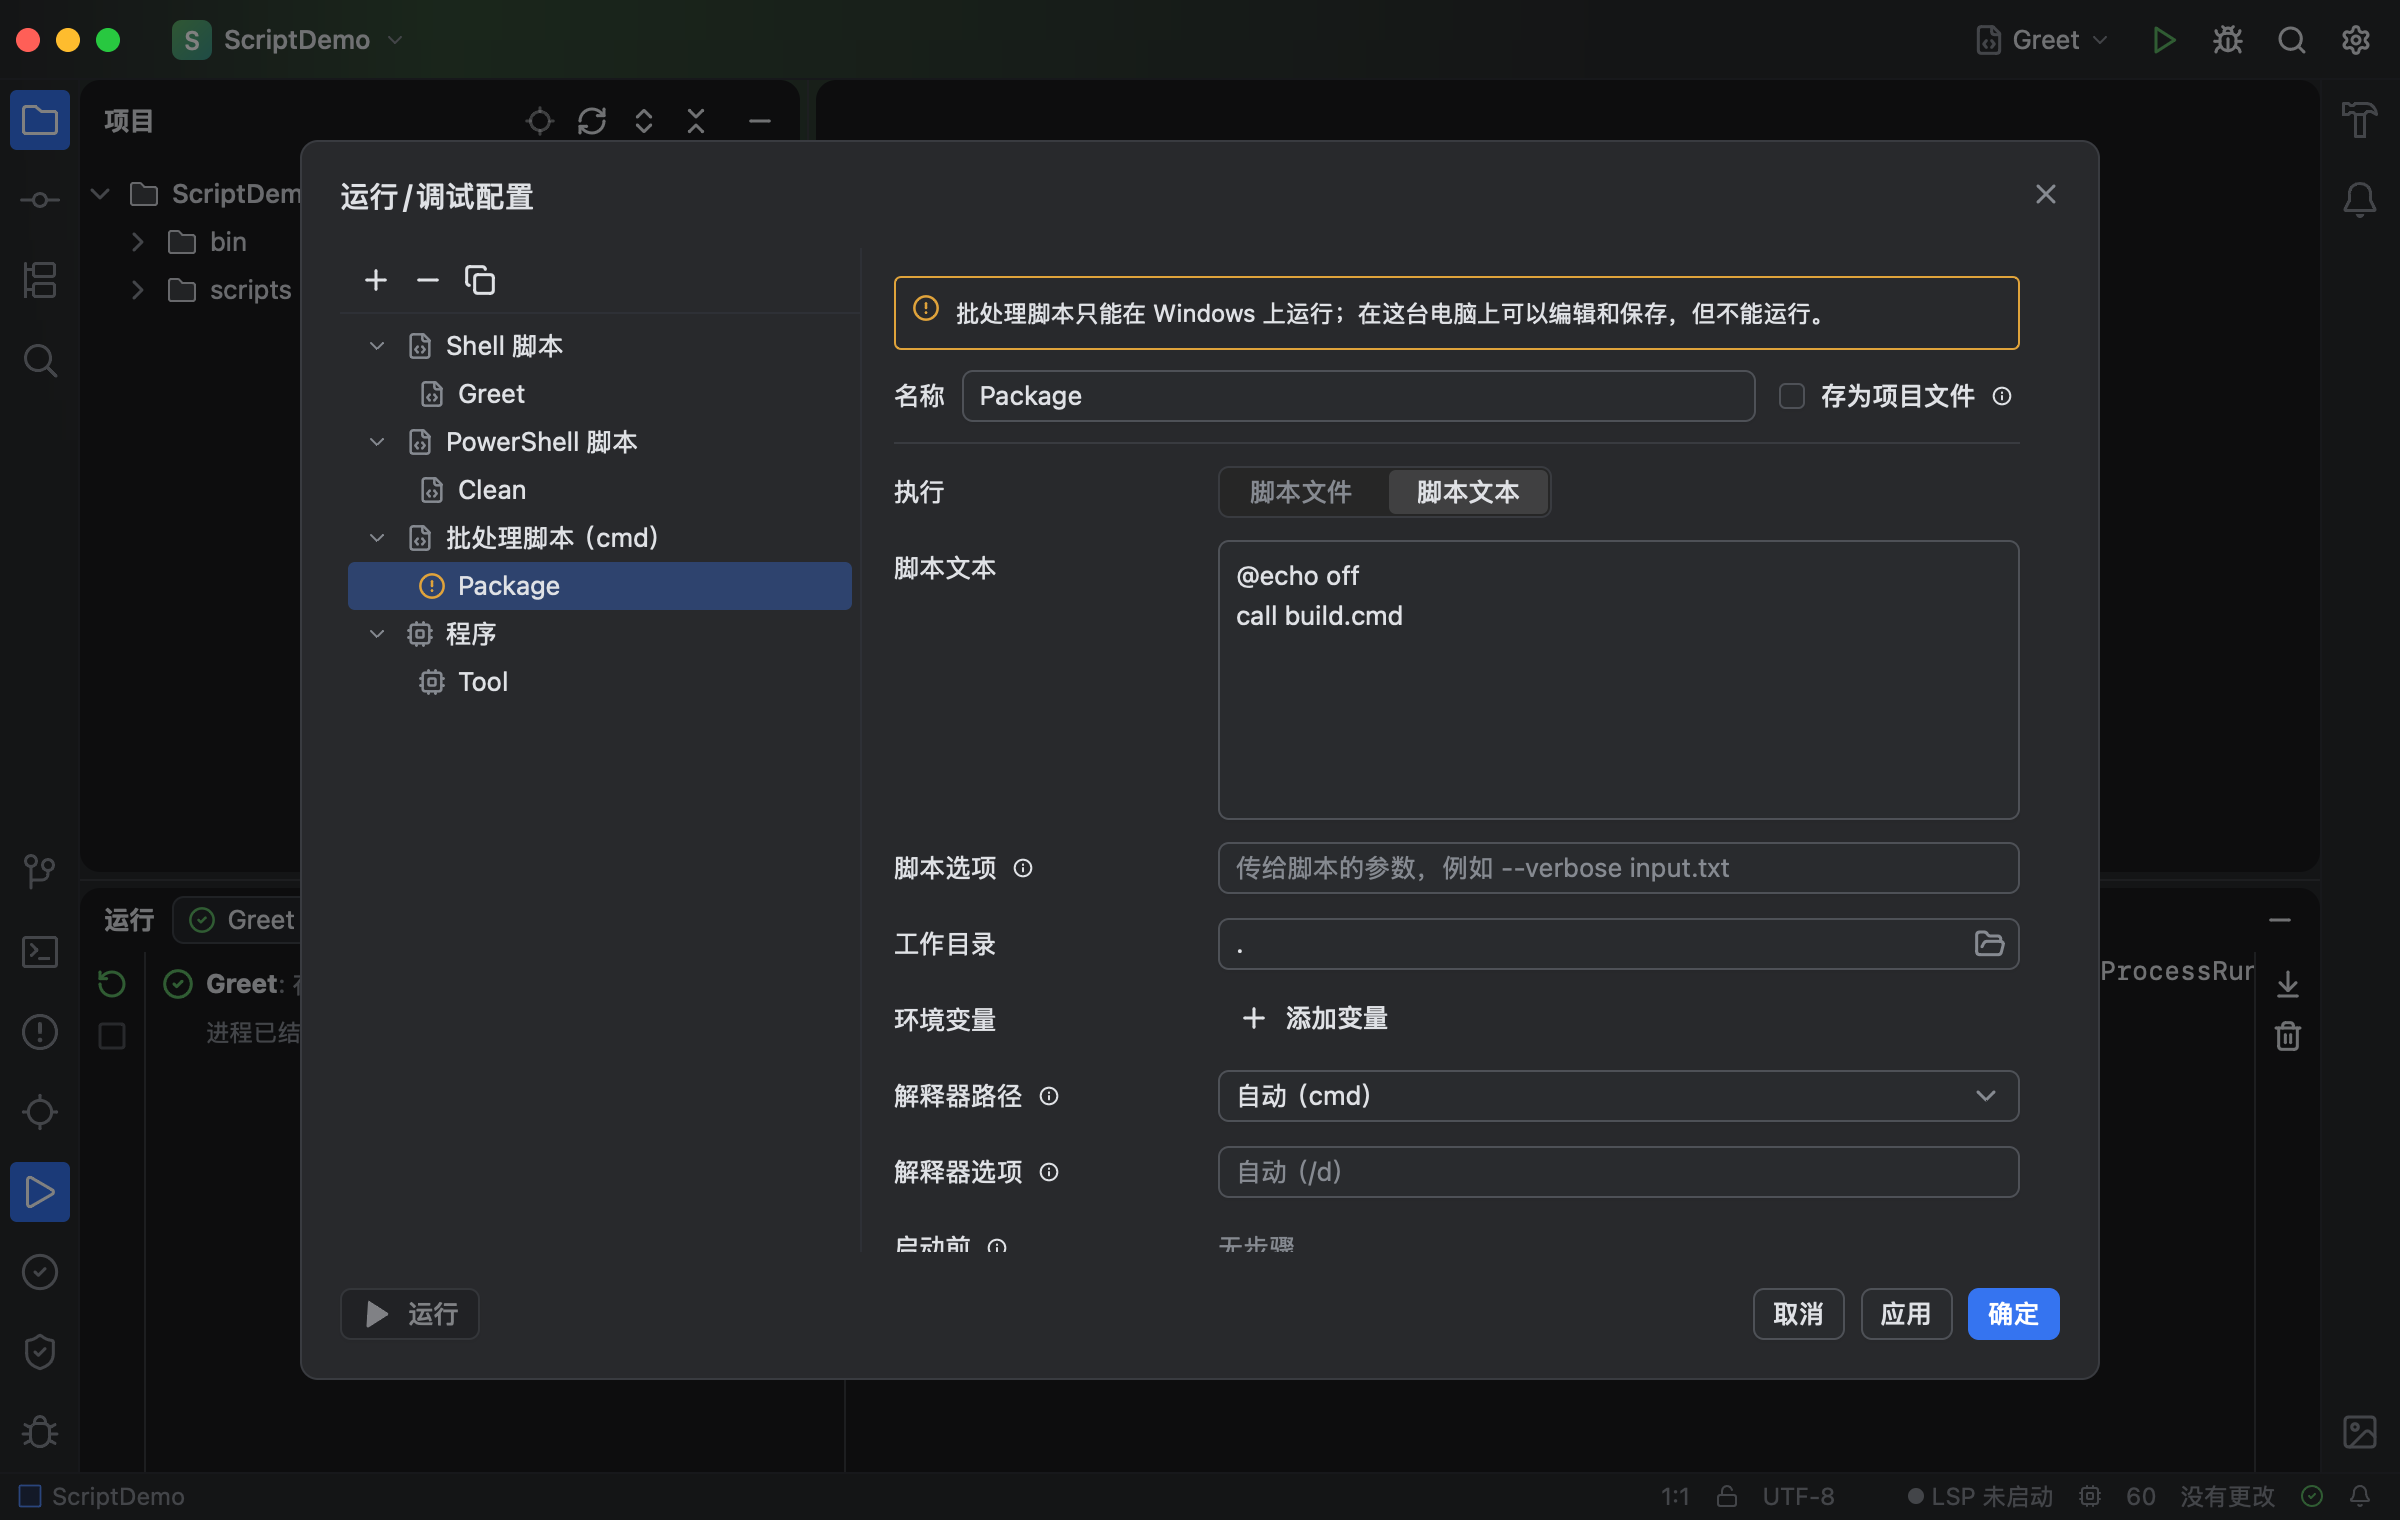 S ScriptDemo
Greet
项目
ScriptDem
bin
scripts
运行/调试配置
Shell 脚本
Greet
PowerShell 脚本
Clean
批处理脚本（cmd）
Package
程序
Tool
批处理脚本只能在 Windows 上运行；在这台电脑上可以编辑和保存，但不能运行。
名称
Package
存为项目文件
执行
脚本文件
脚本文本
脚本文本
@echo off
call build.cmd
脚本选项
传给脚本的参数，例如 --verbose input.txt
工作目录
.
环境变量
添加变量
解释器路径
自动（cmd）
解释器选项
自动（/d）
启动前
无步骤
运行
取消
应用
确定
运行
Greet
Greet:
进程已结
ProcessRur
ScriptDemo
1:1
UTF-8
LSP 未启动
60
没有更改